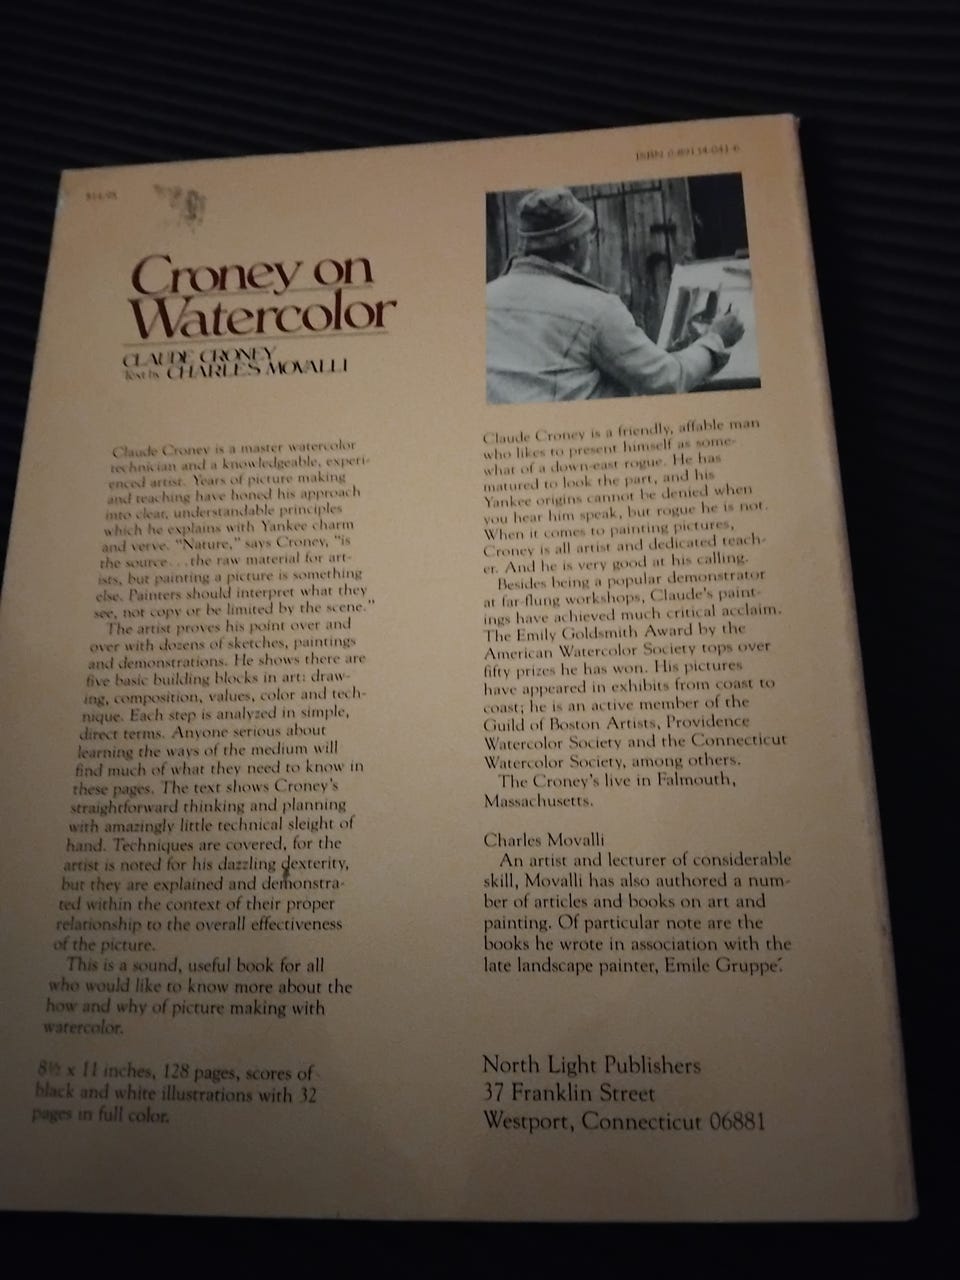 ISBN 0-89134-041-6
Croney on
Watercolor
CLAUDE CRONEY
Text by CHARLES MOVALLI
Claude Croney is a master watercolor
technician and a knowledgeable, experi-
enced artist. Years of picture making
and teaching have honed his approach
into clear, understandable principles
which he explains with Yankee charm
and verve. “Nature,” says Croney, “is
the source...the raw material for art-
ists, but painting a picture is something
else. Painters should interpret what they
see, not copy or be limited by the scene.”
The artist proves his point over and
over with dozens of sketches, paintings
and demonstrations. He shows there are
five basic building blocks in art: draw-
ing, composition, values, color and tech-
nique. Each step is analyzed in simple,
direct terms. Anyone serious about
learning the ways of the medium will
find much of what they need to know in
these pages. The text shows Croney's
straightforward thinking and planning
with amazingly little technical sleight of
hand. Techniques are covered, for the
artist is noted for his dazzling dexterity,
but they are explained and demonstra-
ted within the context of their proper
relationship to the overall effectiveness
of the picture.
This is a sound, useful book for all
who would like to know more about the
how and why of picture making with
watercolor.
8½ x 11 inches, 128 pages, scores of
black and white illustrations with 32
pages in full color.
Claude Croney is a friendly, affable man
who likes to present himself as some-
what of a down-east rogue. He has
matured to look the part, and his
Yankee origins cannot be denied when
you hear him speak, but rogue he is not.
When it comes to painting pictures,
Croney is all artist and dedicated teach-
er. And he is very good at his calling.
Besides being a popular demonstrator
at far-flung workshops, Claude's paint-
ings have achieved much critical acclaim.
The Emily Goldsmith Award by the
American Watercolor Society tops over
fifty prizes he has won. His pictures
have appeared in exhibits from coast to
coast; he is an active member of the
Guild of Boston Artists, Providence
Watercolor Society and the Connecticut
Watercolor Society, among others.
The Croney's live in Falmouth,
Massachusetts.
Charles Movalli
An artist and lecturer of considerable
skill, Movalli has also authored a num-
ber of articles and books on art and
painting. Of particular note are the
books he wrote in association with the
late landscape painter, Emile Gruppe´.
North Light Publishers
37 Franklin Street
Westport, Connecticut 06881